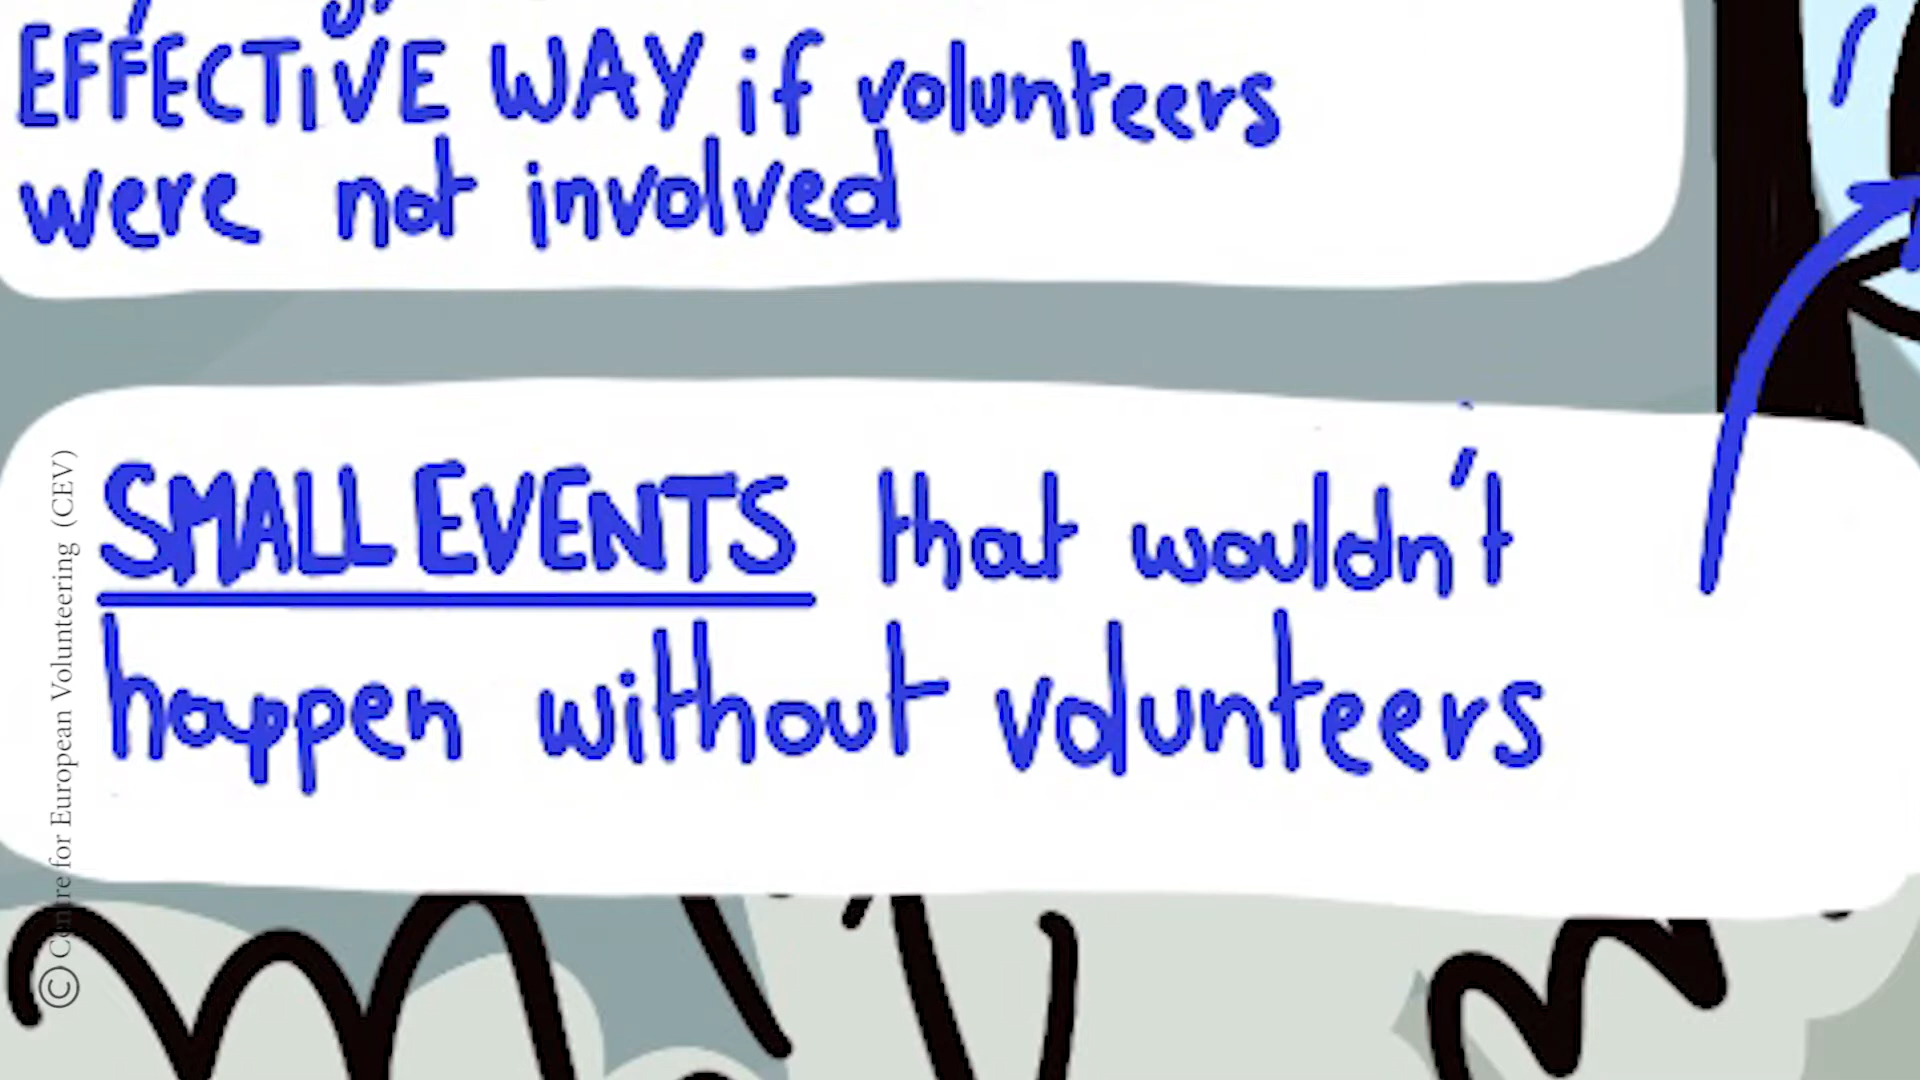 EFFECTIVE WAY if volunteers
were not involved
SMALL EVENTS that wouldn't
happen without volunteers
© Centre for European Volunteering (CEV)